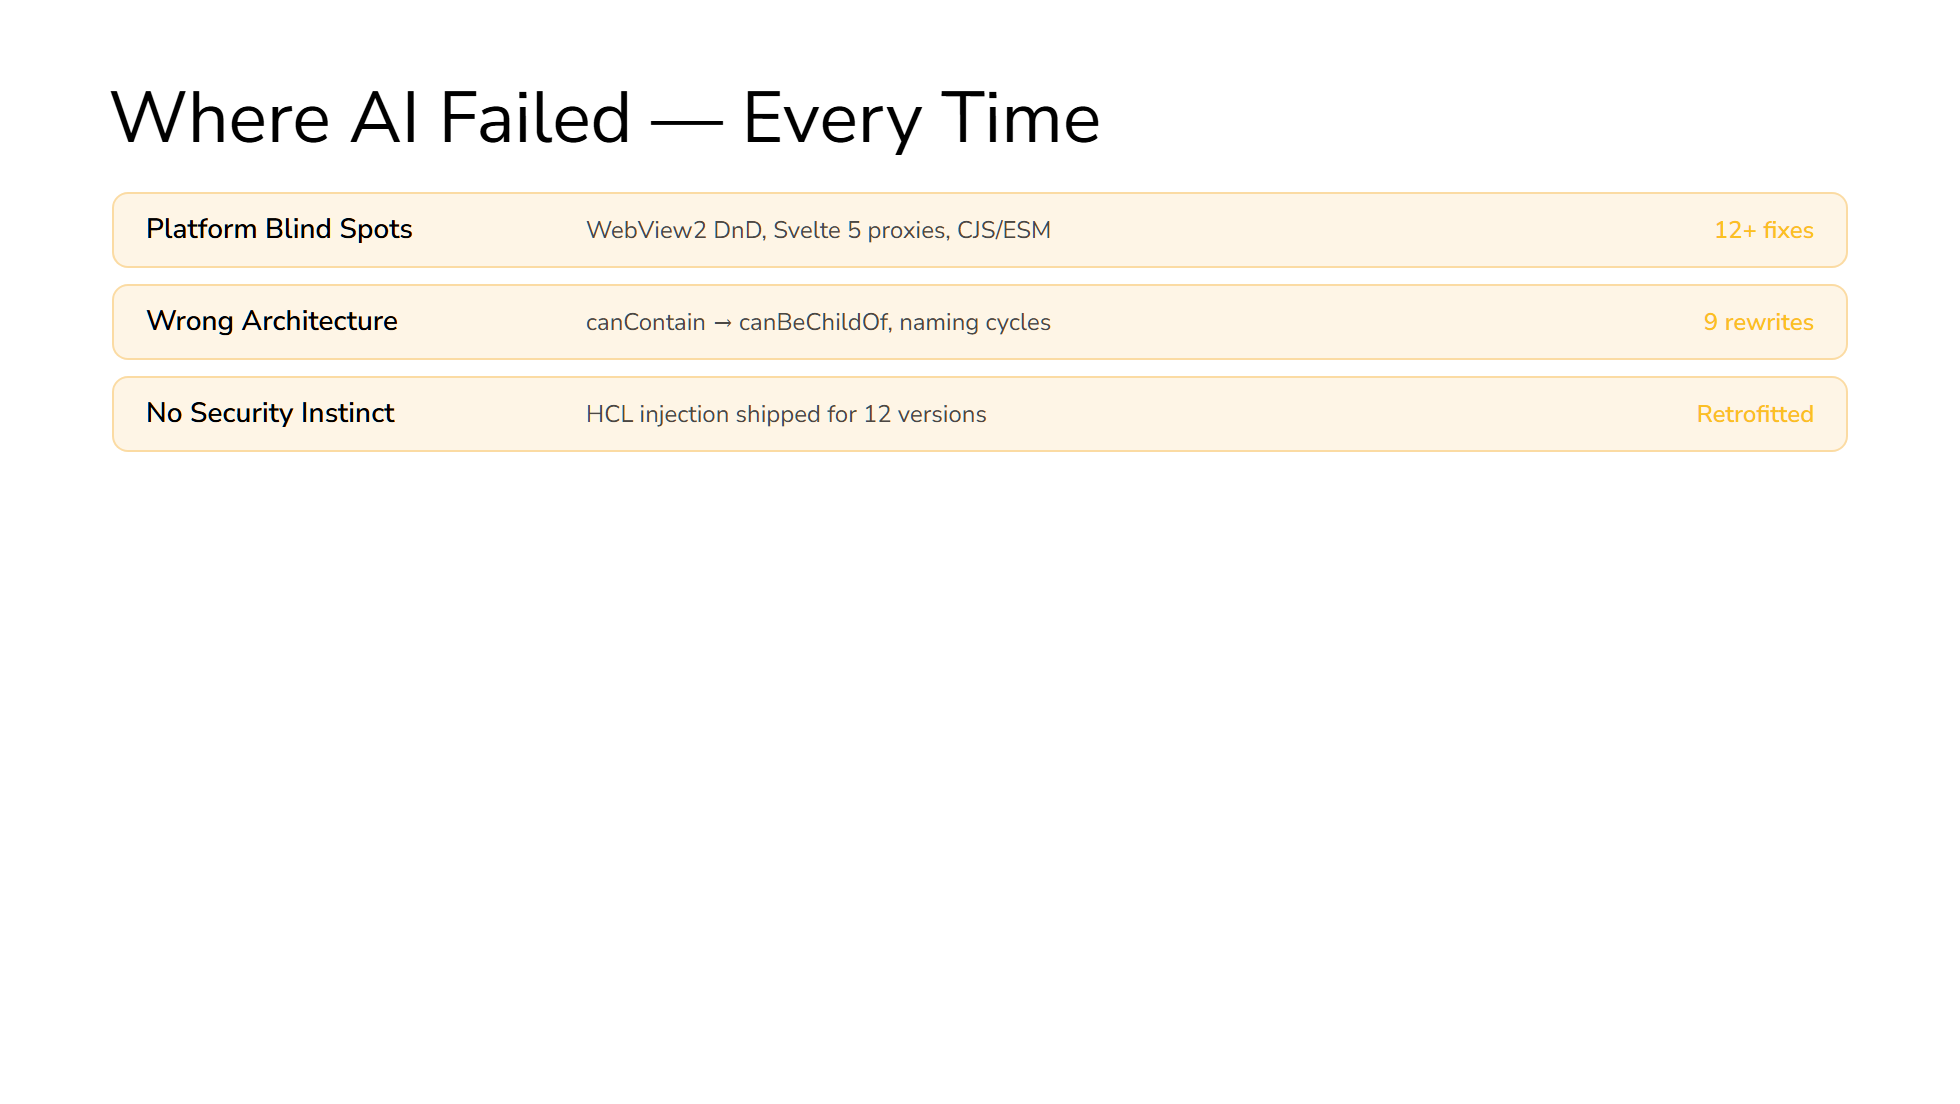 Where AI Failed — Every Time
Platform Blind Spots WebView2 DnD, Svelte 5 proxies, CJS/ESM 12+ fixes
Wrong Architecture canContain → canBeChildOf, naming cycles 9 rewrites
No Security Instinct HCL injection shipped for 12 versions Retrofitted